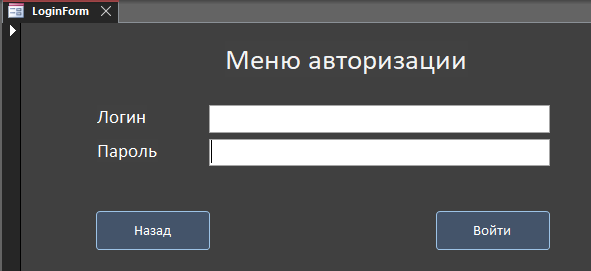 LoginForm
Меню авторизации
Логин
Пароль
Назад Войти